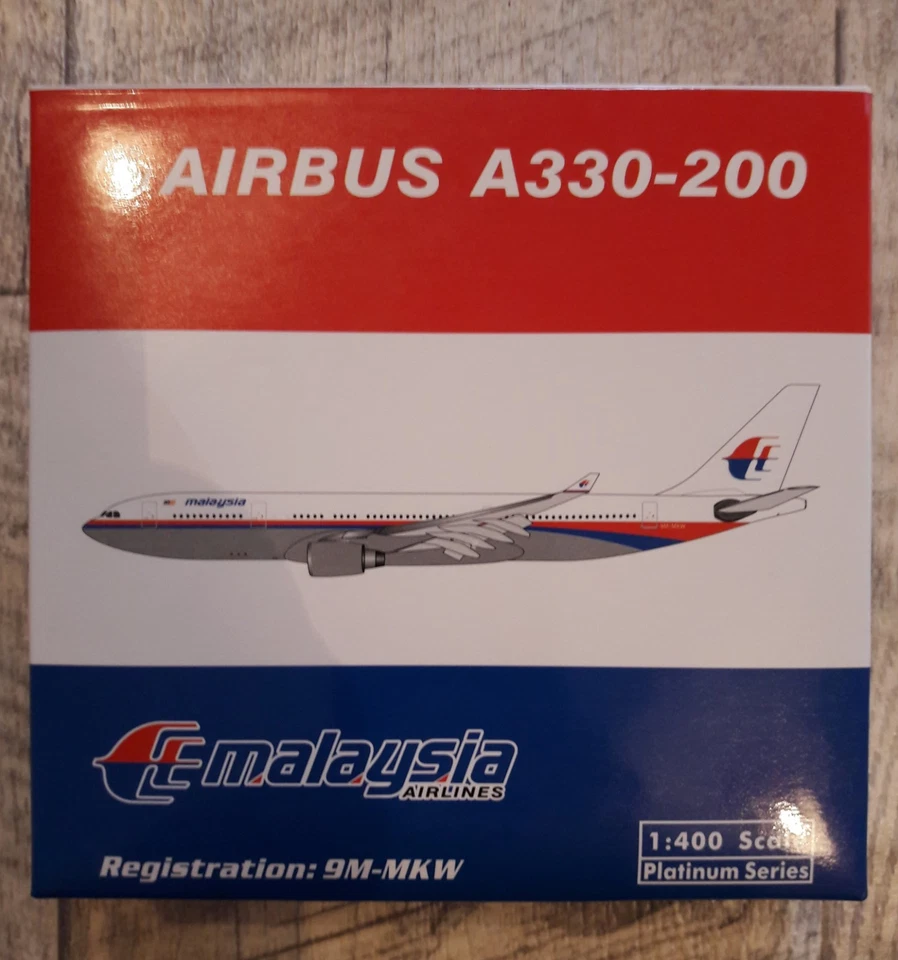 AIRBUS A330-200
malaysia
malaysia
AIRLINES
1:400 Scale
Platinum Series
Registration: 9M-MKW